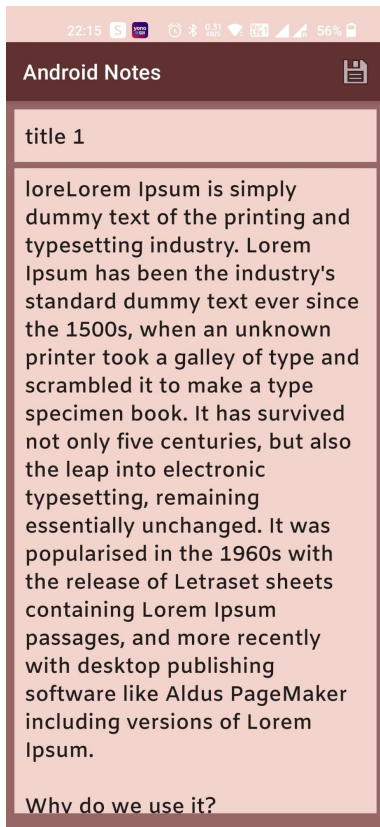 22:15 S yono SBI 0.31 KB/S 56%
Android Notes
title 1
loreLorem Ipsum is simply
dummy text of the printing and
typesetting industry. Lorem
Ipsum has been the industry's
standard dummy text ever since
the 1500s, when an unknown
printer took a galley of type and
scrambled it to make a type
specimen book. It has survived
not only five centuries, but also
the leap into electronic
typesetting, remaining
essentially unchanged. It was
popularised in the 1960s with
the release of Letraset sheets
containing Lorem Ipsum
passages, and more recently
with desktop publishing
software like Aldus PageMaker
including versions of Lorem
Ipsum.
Why do we use it?